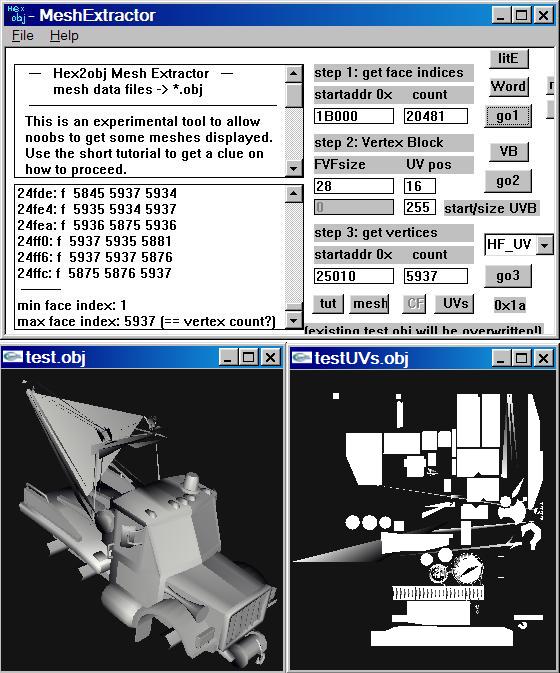 Hex
obj- MeshExtractor
File Help
— Hex2obj Mesh Extractor —
mesh data files -> *.obj
This is an experimental tool to allow
noobs to get some meshes displayed.
Use the short tutorial to get a clue on
how to proceed.
24fde: f 5845 5937 5934
24fe4: f 5935 5934 5937
24fea: f 5936 5875 5936
24ff0: f 5937 5935 5881
24ff6: f 5937 5937 5876
24ffc: f 5875 5876 5937
min face index: 1
max face index: 5937 (== vertex count?)
step 1: get face indices
startaddr 0x count
1B000 20481
step 2: Vertex Block
FVFsize UV pos
28 16
0 255 start/size UVB
step 3: get vertices
startaddr 0x count
25010 5937
tut mesh CF UVs
(existing test.obj will be overwritten!)
litE
Word
go1
VB
go2
HF_UV
go3
0x1a
test.obj
testUVs.obj